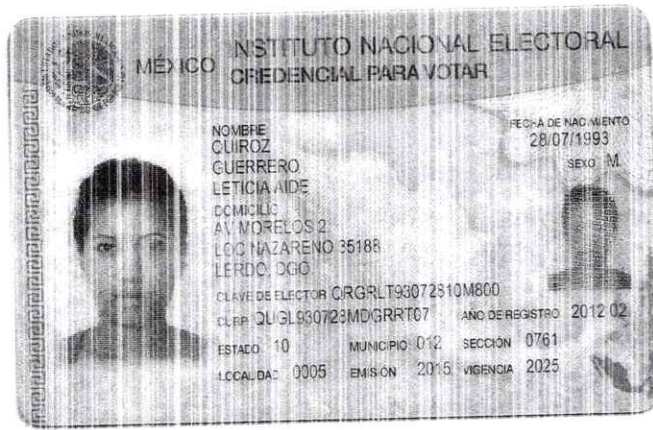 MÉXICO
INSTITUTO NACIONAL ELECTORAL
CREDENCIAL PARA VOTAR
NOMBRE
QUIROZ
GUERRERO
LETICIA AIDE
FECHA DE NACIMIENTO
28/07/1993
SEXO M
DOMICILIO
AV MORELOS 2
LOC NAZARENO 35188
LERDO, DGO.
CLAVE DE ELECTOR QRGRLT93072810M800
CURP QUGL930728MDGRRT07 AÑO DE REGISTRO 2012 02
ESTADO 10 MUNICIPIO 012 SECCIÓN 0761
LOCALIDAD 0005 EMISIÓN 2015 VIGENCIA 2025